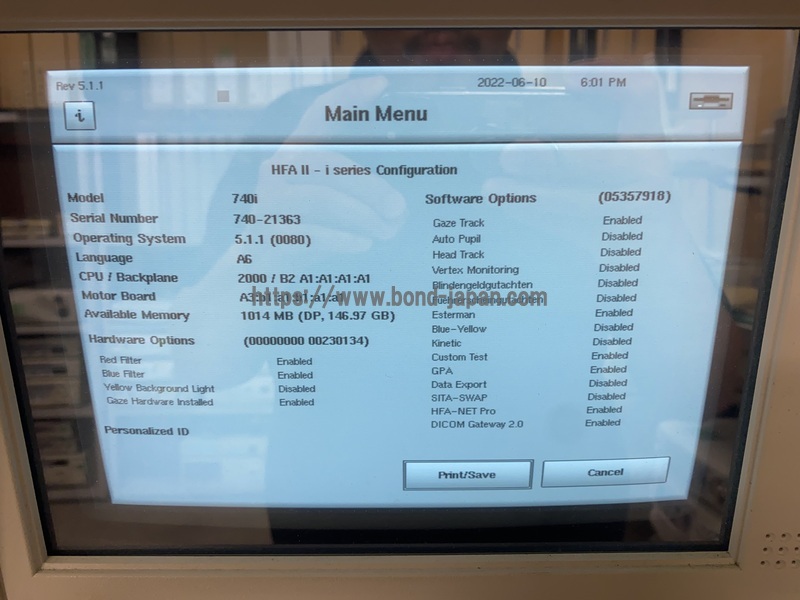 Rev 5.1.1
2022-06-10 6:01 PM
i
Main Menu
HFA II - i series Configuration
Model 740i
Serial Number 740-21363
Operating System 5.1.1 (0080)
Language A6
CPU / Backplane 2000 / B2 A1:A1:A1:A1
Motor Board
Available Memory 1014 MB (DP, 146.97 GB)
Hardware Options (00000000 00230134)
Red Filter Enabled
Blue Filter Enabled
Yellow Background Light Disabled
Gaze Hardware Installed Enabled
Personalized ID
Software Options (05357918)
Gaze Track Enabled
Auto Pupil Disabled
Head Track Disabled
Vertex Monitoring Disabled
Blindengeldgutachten Disabled
Disabled
Esterman Enabled
Blue-Yellow Disabled
Kinetic Disabled
Custom Test Enabled
GPA Enabled
Data Export Disabled
SITA-SWAP Disabled
HFA-NET Pro Enabled
DICOM Gateway 2.0 Enabled
Print/Save Cancel
https://www.bond-japan.com